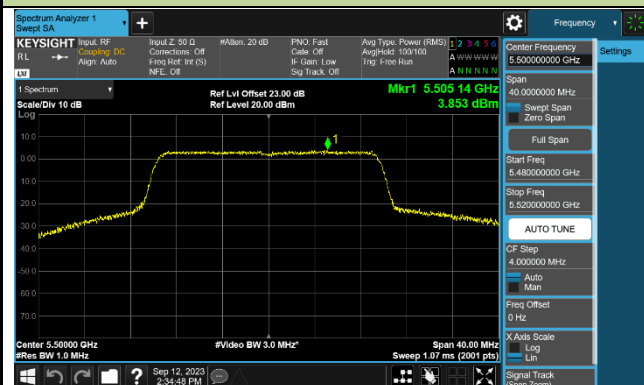 Spectrum Analyzer 1
Swept SA
Frequency
KEYSIGHT
RL
LXI
Input: RF
Coupling: DC
Align: Auto
Input Z: 50 Ω
Corrections: Off
Freq Ref: Int (S)
NFE: Off
#Atten: 20 dB
PNO: Fast
Gate: Off
IF Gain: Low
Sig Track: Off
Avg Type: Power (RMS)
Avg|Hold: 100/100
Trig: Free Run
1 2 3 4 5 6
A W W W W W
A N N N N N
1 Spectrum
Scale/Div 10 dB
Log
Ref Lvl Offset 23.00 dB
Ref Level 20.00 dBm
Mkr1 5.505 14 GHz
3.853 dBm
1
10.0
0.00
-10.0
-20.0
-30.0
-40.0
-50.0
-60.0
-70.0
Center 5.50000 GHz
#Res BW 1.0 MHz
#Video BW 3.0 MHz*
Span 40.00 MHz
Sweep 1.07 ms (2001 pts)
Sep 12, 2023
2:34:48 PM
Center Frequency
5.500000000 GHz
Settings
Span
40.0000000 MHz
Swept Span
Zero Span
Full Span
Start Freq
5.480000000 GHz
Stop Freq
5.520000000 GHz
AUTO TUNE
CF Step
4.000000 MHz
Auto
Man
Freq Offset
0 Hz
X Axis Scale
Log
Lin
Signal Track
(Span Zoom)